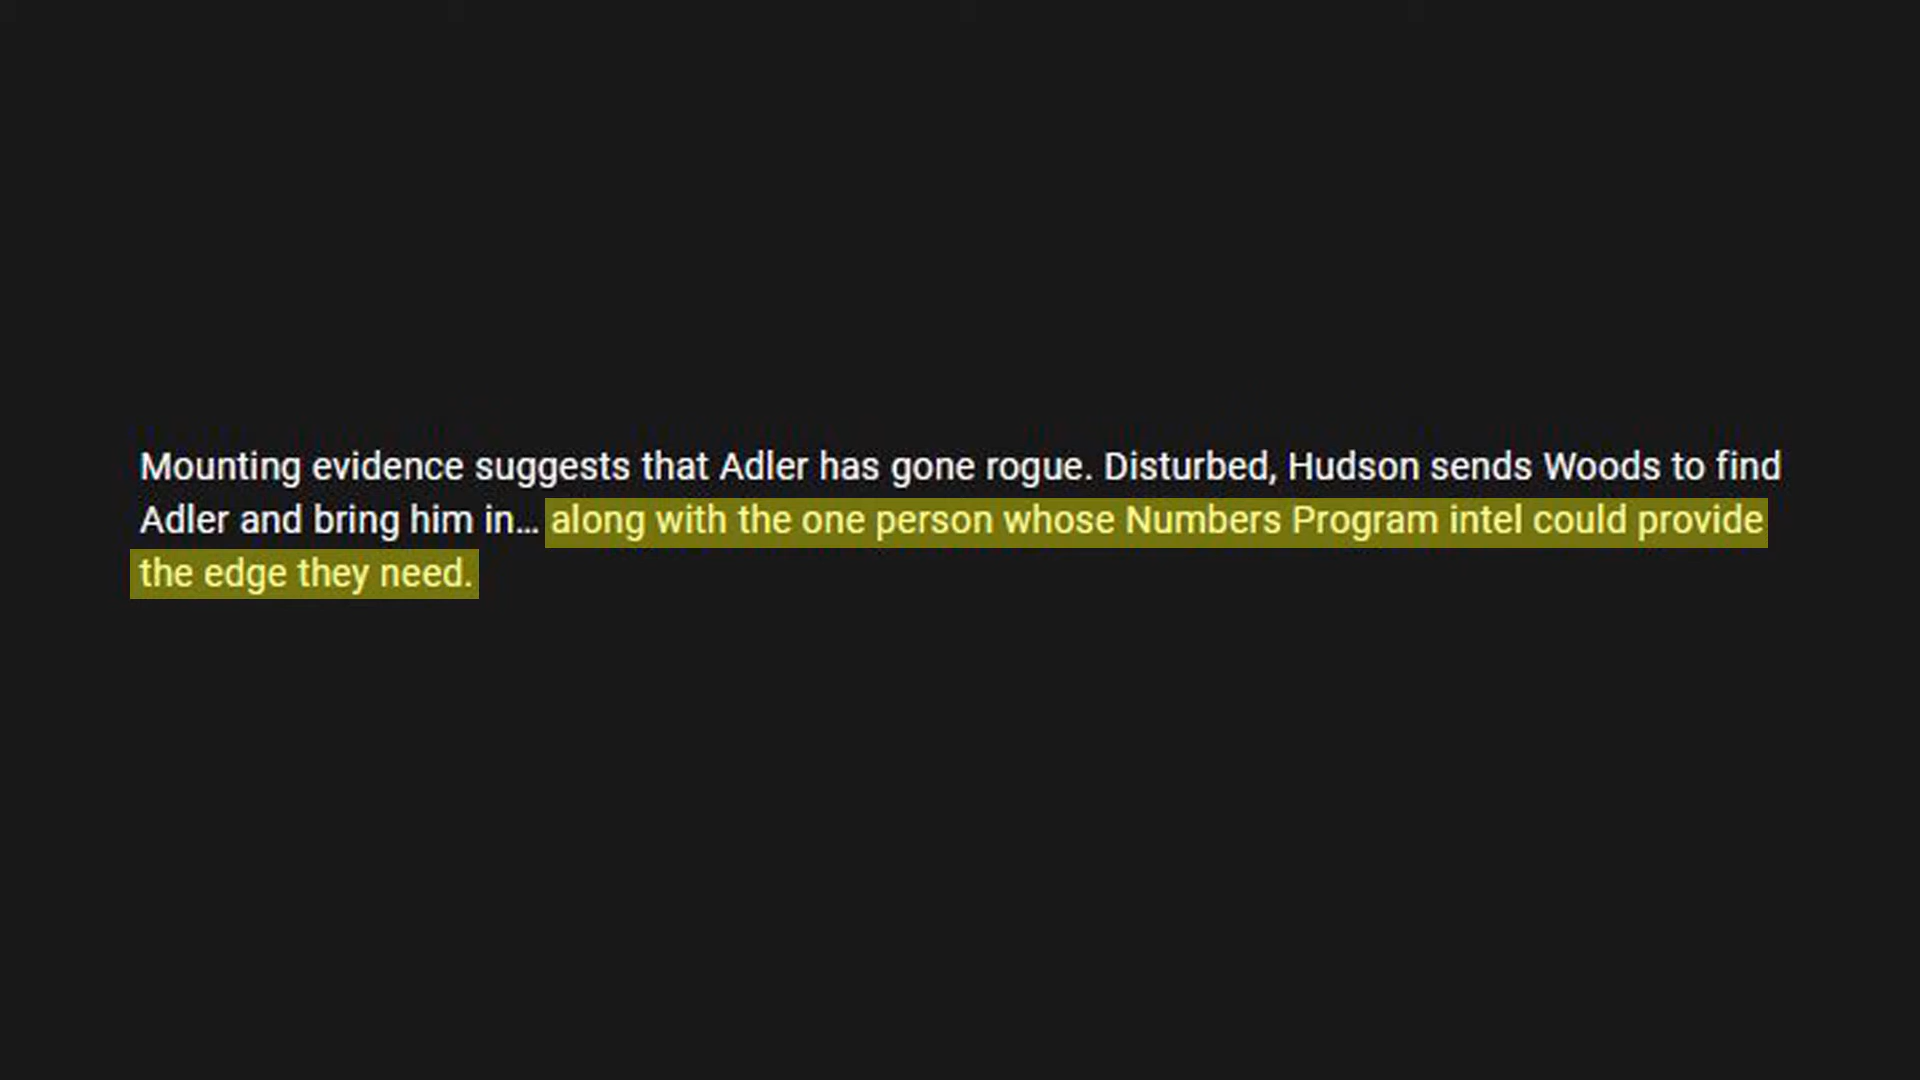 Mounting evidence suggests that Adler has gone rogue. Disturbed, Hudson sends Woods to find
Adler and bring him in... along with the one person whose Numbers Program intel could provide
the edge they need.